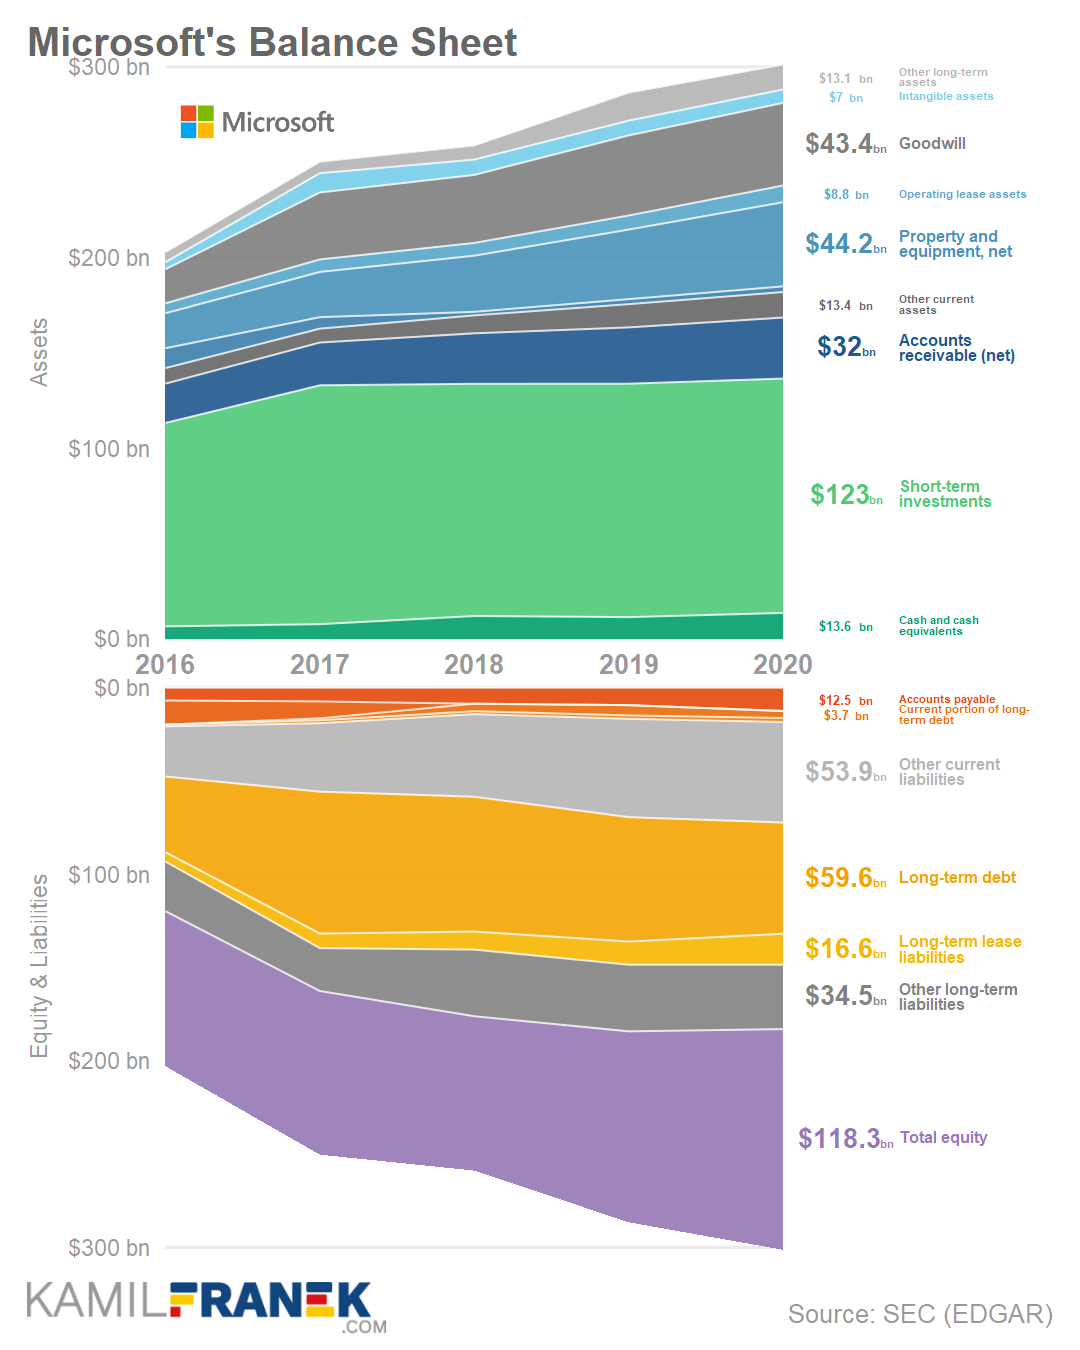 Microsoft's Balance Sheet
$300 bn
Microsoft
$13.1 bn Other long-term
assets
$7 bn Intangible assets
$43.4bn Goodwill
$8.8 bn Operating lease assets
$200 bn
$44.2bn Property and
equipment, net
$13.4 bn Other current
assets
$32bn Accounts
receivable (net)
Assets
$100 bn
$123bn Short-term
investments
$13.6 bn Cash and cash
equivalents
$0 bn
2016 2017 2018 2019 2020
$0 bn
$12.5 bn Accounts payable
$3.7 bn Current portion of long-
term debt
$53.9bn Other current
liabilities
$100 bn
$59.6bn Long-term debt
$16.6bn Long-term lease
liabilities
$34.5bn Other long-term
liabilities
Equity & Liabilities
$200 bn
$118.3bn Total equity
$300 bn
KAMILFRANEK
.COM
Source: SEC (EDGAR)